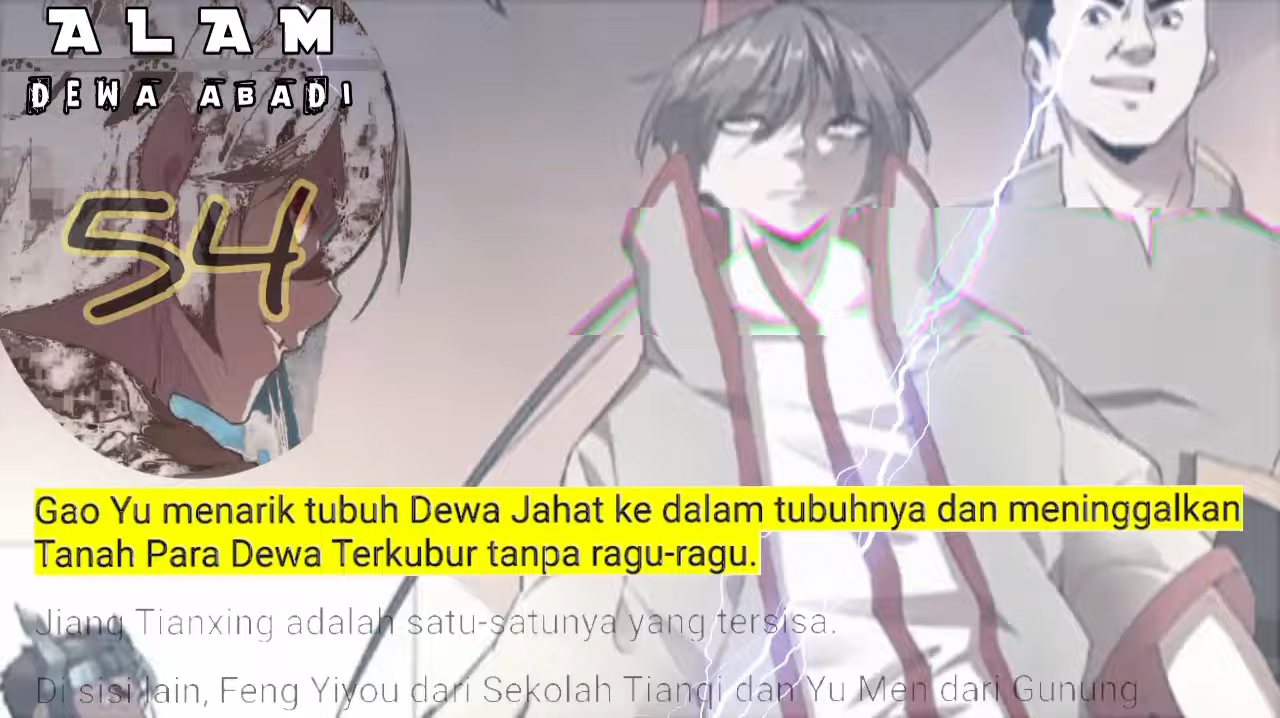 ALAM
DEWA ABADI
54
Gao Yu menarik tubuh Dewa Jahat ke dalam tubuhnya dan meninggalkan
Tanah Para Dewa Terkubur tanpa ragu-ragu.
Jiang Tianxing adalah satu-satunya yang tersisa.
Di sisi lain, Feng Yiyou dari Sekolah Tianqi dan Yu Men dari Gunung